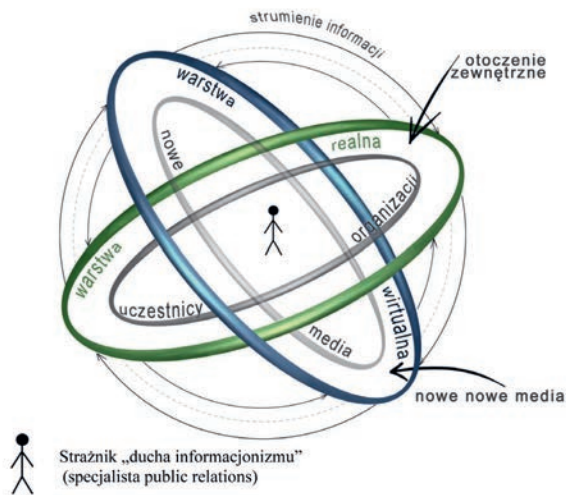 strumienie informacji
otoczenie
zewnętrzne
warstwa
nowe
realna
organizacji
warstwa
uczestnicy
media
wirtualna
nowe nowe media
Strażnik „ducha informacjonizmu”
(specjalista public relations)